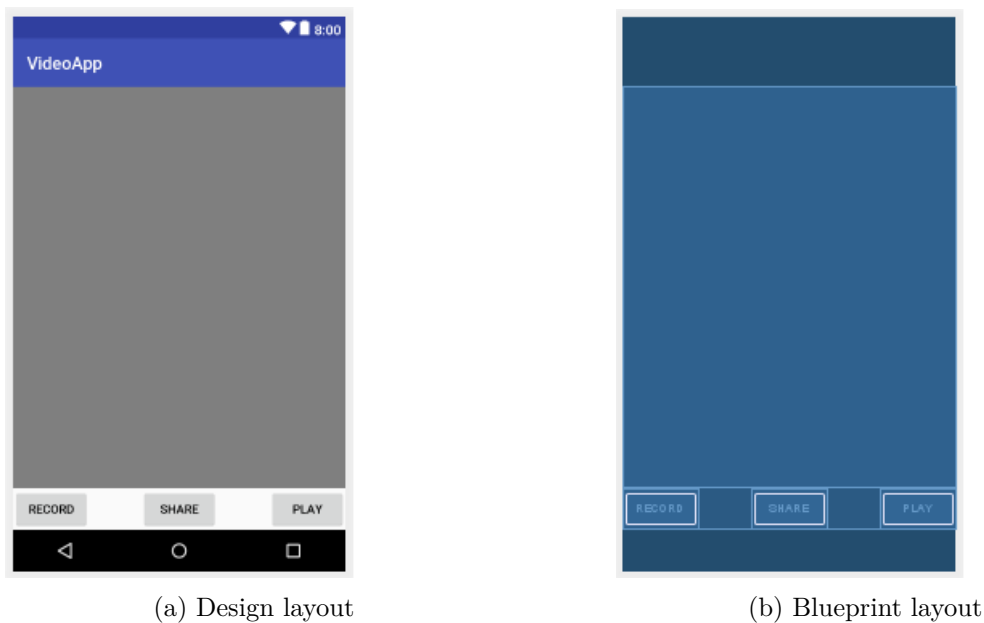 8:00
VideoApp
RECORD SHARE PLAY
RECORD SHARE PLAY
(a) Design layout
(b) Blueprint layout